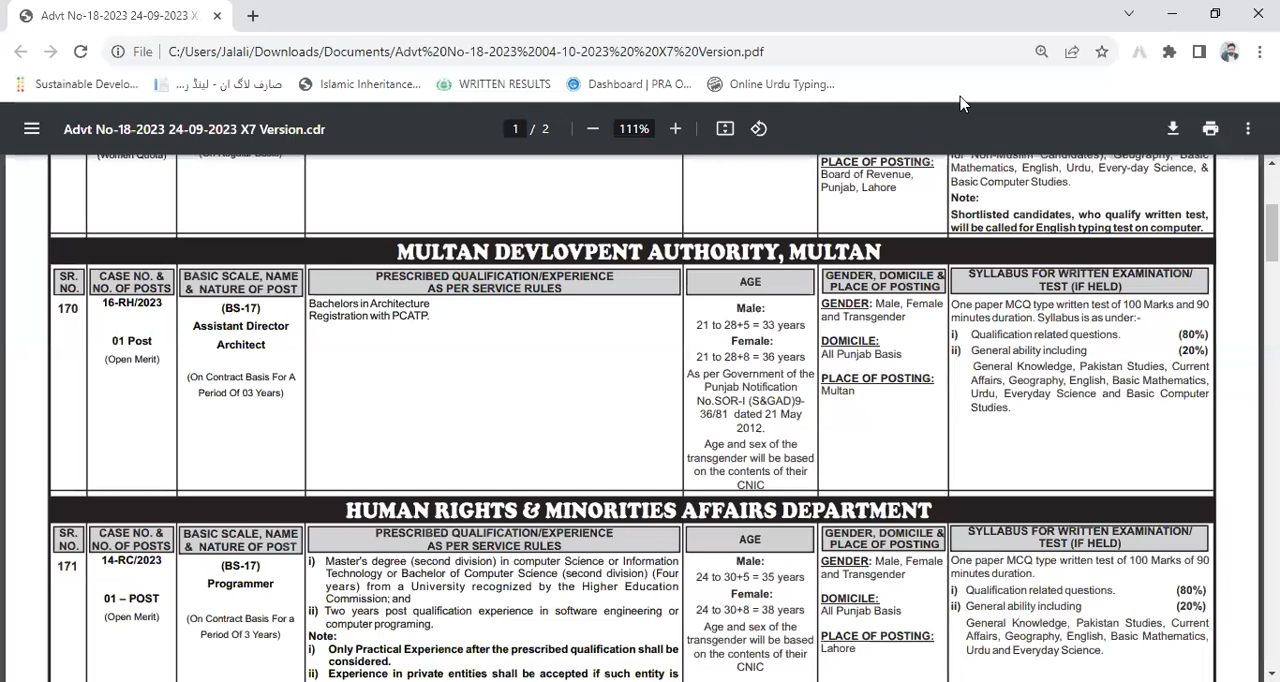 Advt No-18-2023 24-09-2023 X
File C:/Users/Jalali/Downloads/Documents/Advt%20No-18-2023%2004-10-2023%20%20X7%20Version.pdf
Sustainable Develo...
صارف لاگ ان - لینڈ ر...
Islamic Inheritance...
WRITTEN RESULTS
Dashboard | PRA O...
Online Urdu Typing...
Advt No-18-2023 24-09-2023 X7 Version.cdr
1 / 2
111%
(Women Quota)
PLACE OF POSTING:
Board of Revenue,
Punjab, Lahore
for Non-Muslim Candidates), Geography, Basic
Mathematics, English, Urdu, Every-day Science, &
Basic Computer Studies.
Note:
Shortlisted candidates, who qualify written test,
will be called for English typing test on computer.
MULTAN DEVLOVPENT AUTHORITY, MULTAN
SR.
NO.
CASE NO. &
NO. OF POSTS
BASIC SCALE, NAME
& NATURE OF POST
PRESCRIBED QUALIFICATION/EXPERIENCE
AS PER SERVICE RULES
AGE
GENDER, DOMICILE &
PLACE OF POSTING
SYLLABUS FOR WRITTEN EXAMINATION/
TEST (IF HELD)
170
16-RH/2023
01 Post
(Open Merit)
(BS-17)
Assistant Director
Architect
(On Contract Basis For A
Period Of 03 Years)
Bachelors in Architecture
Registration with PCATP.
Male:
21 to 28+5 = 33 years
Female:
21 to 28+8 = 36 years
As per Government of the
Punjab Notification
No.SOR-I (S&GAD)9-
36/81 dated 21 May
2012.
Age and sex of the
transgender will be based
on the contents of their
CNIC
GENDER: Male, Female
and Transgender
DOMICILE:
All Punjab Basis
PLACE OF POSTING:
Multan
One paper MCQ type written test of 100 Marks and 90
minutes duration. Syllabus is as under:-
i) Qualification related questions. (80%)
ii) General ability including (20%)
General Knowledge, Pakistan Studies, Current
Affairs, Geography, English, Basic Mathematics,
Urdu, Everyday Science and Basic Computer
Studies.
HUMAN RIGHTS & MINORITIES AFFAIRS DEPARTMENT
SR.
NO.
CASE NO. &
NO. OF POSTS
BASIC SCALE, NAME
& NATURE OF POST
PRESCRIBED QUALIFICATION/EXPERIENCE
AS PER SERVICE RULES
AGE
GENDER, DOMICILE &
PLACE OF POSTING
SYLLABUS FOR WRITTEN EXAMINATION/
TEST (IF HELD)
171
14-RC/2023
01 – POST
(Open Merit)
(BS-17)
Programmer
(On Contract Basis For a
Period Of 3 Years)
i) Master's degree (second division) in computer Science or Information
Technology or Bachelor of Computer Science (second division) (Four
years) from a University recognized by the Higher Education
Commission; and
ii) Two years post qualification experience in software engineering or
computer programing.
Note:
i) Only Practical Experience after the prescribed qualification shall be
considered.
ii) Experience in private entities shall be accepted if such entity is
Male:
24 to 30+5 = 35 years
Female:
24 to 30+8 = 38 years
Age and sex of the
transgender will be based
on the contents of their
CNIC
GENDER: Male, Female
and Transgender
DOMICILE:
All Punjab Basis
PLACE OF POSTING:
Lahore
One paper MCQ type written test of 100 Marks of 90
minutes duration.
i) Qualification related questions. (80%)
ii) General ability including (20%)
General Knowledge, Pakistan Studies, Current
Affairs, Geography, English, Basic Mathematics,
Urdu and Everyday Science.